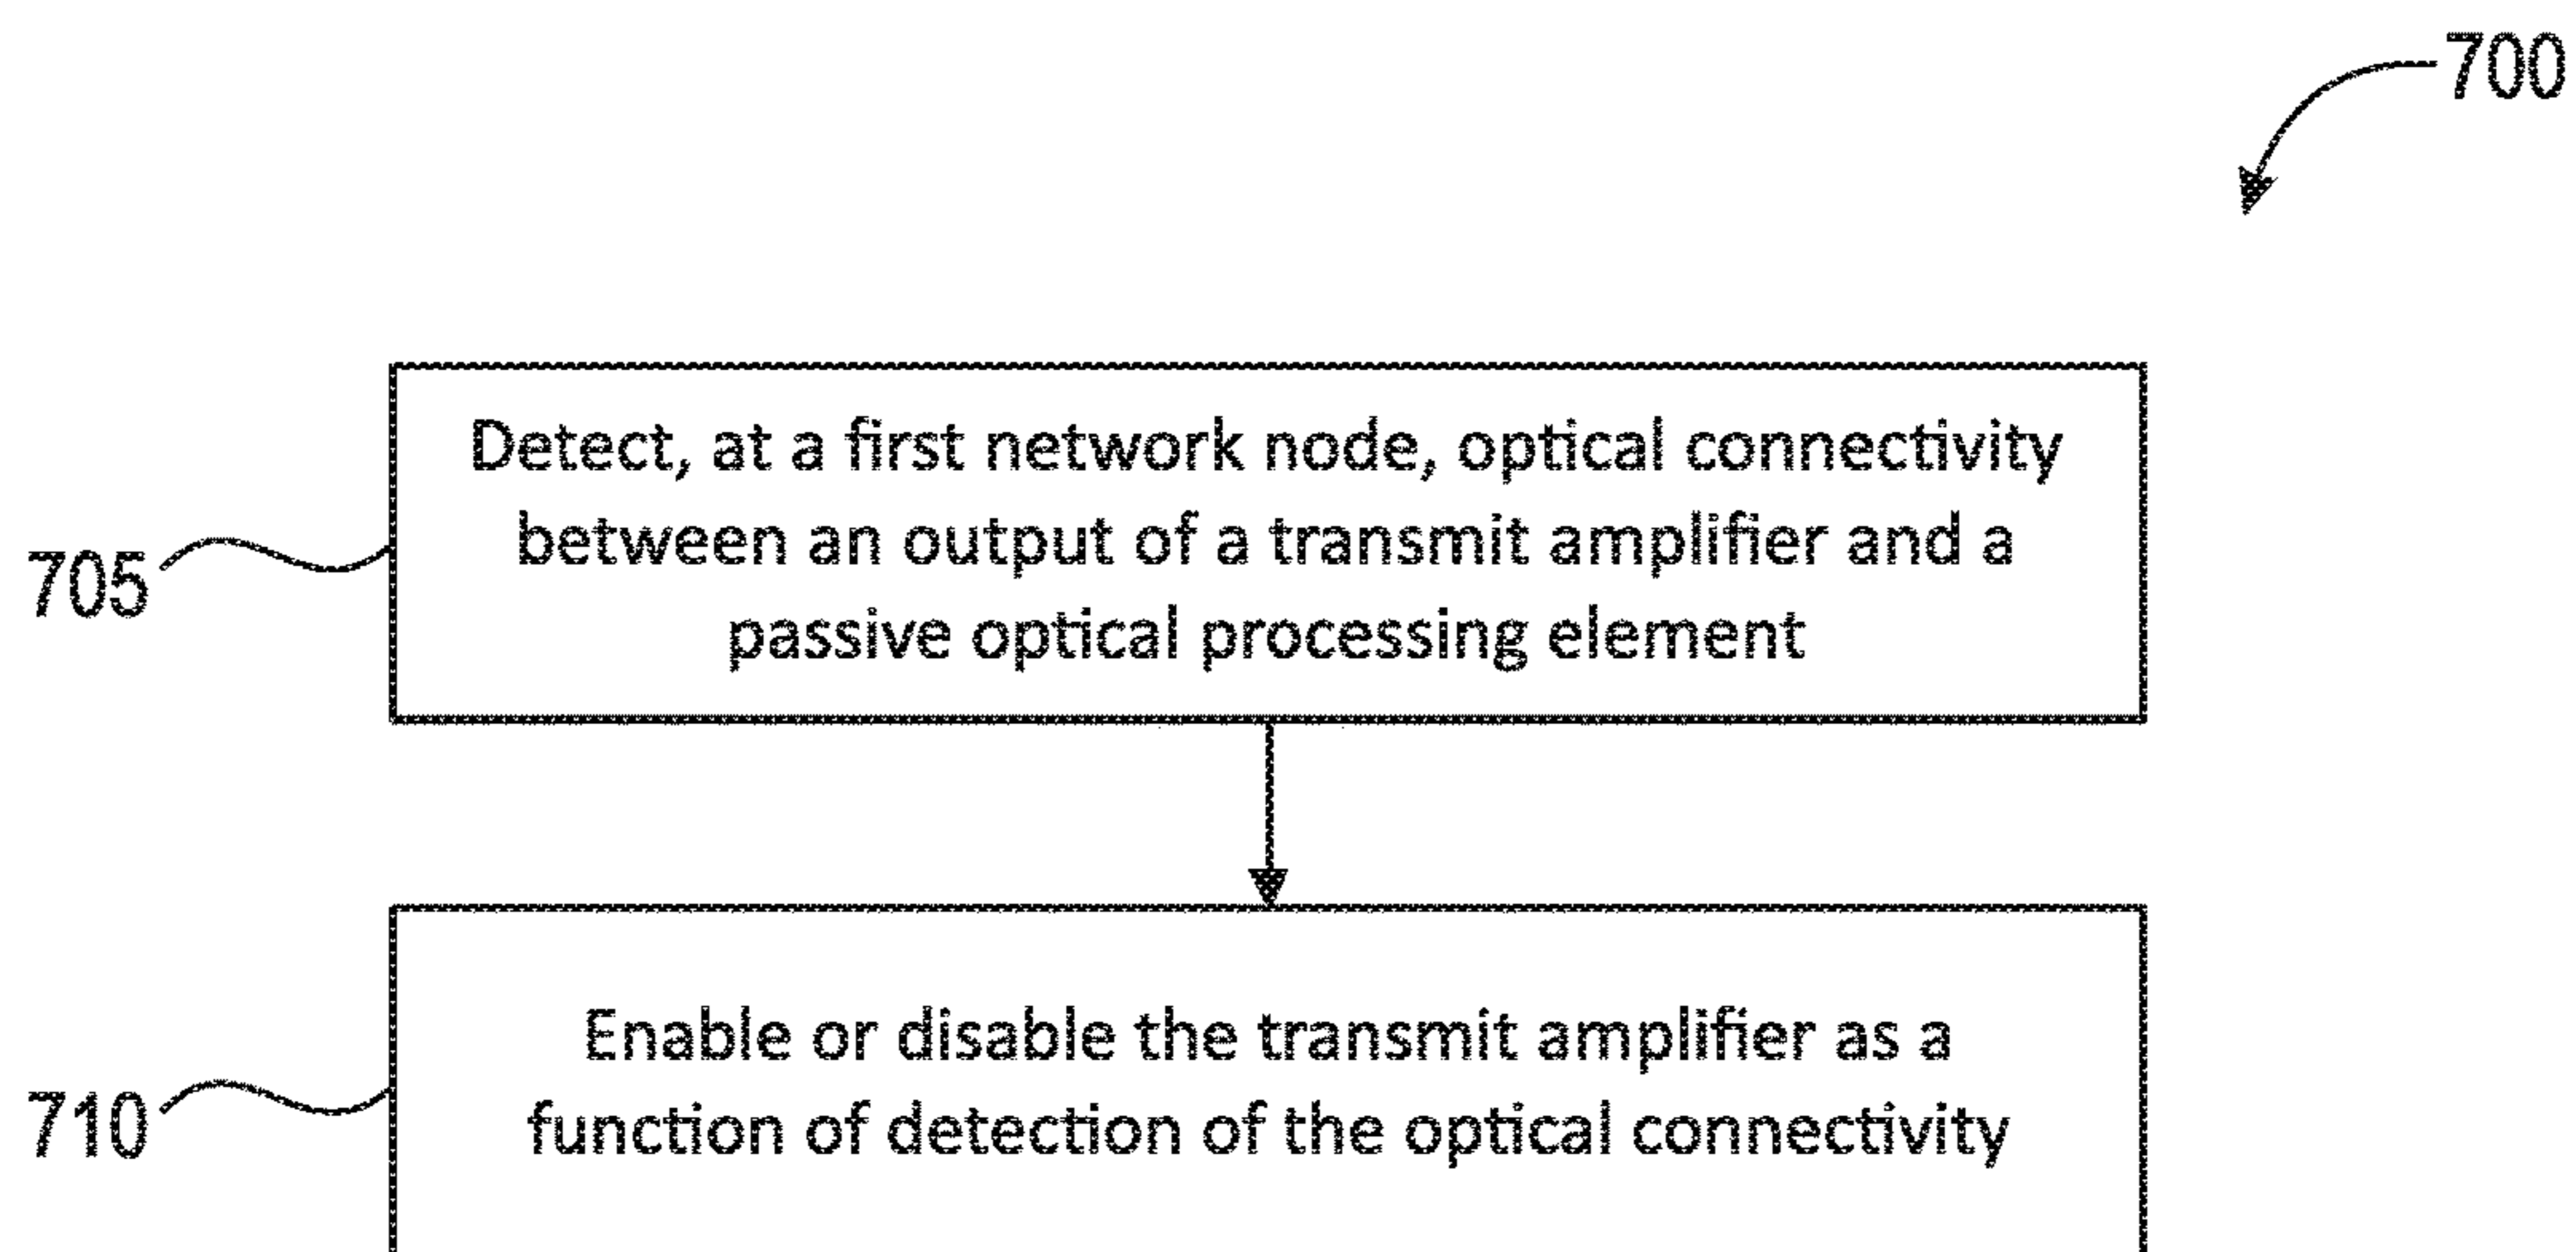 700
Detect, at a first network node, optical connectivity
between an output of a transmit amplifier and a
passive optical processing element
705
Enable or disable the transmit amplifier as a
function of detection of the optical connectivity
710